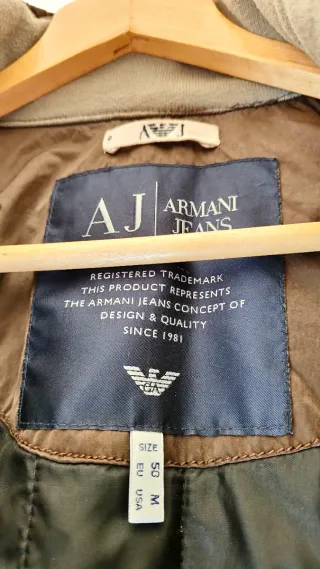 A J
AJ ARMANI
JEANS
REGISTERED TRADEMARK
THIS PRODUCT REPRESENTS
THE ARMANI JEANS CONCEPT OF
DESIGN & QUALITY
SINCE 1981
SIZE 50 M
EU USA